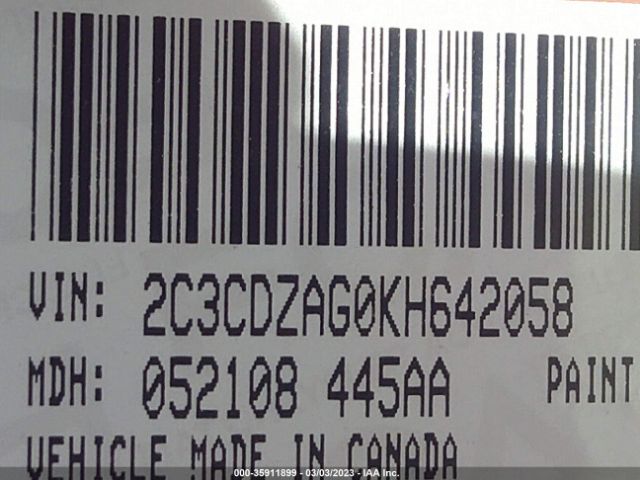 VIN: 2C3CDZAG0KH642058
MDH: 052108 445AA PAINT
VEHICLE MADE IN CANADA
000-35911899 - 03/03/2023 - IAA Inc.